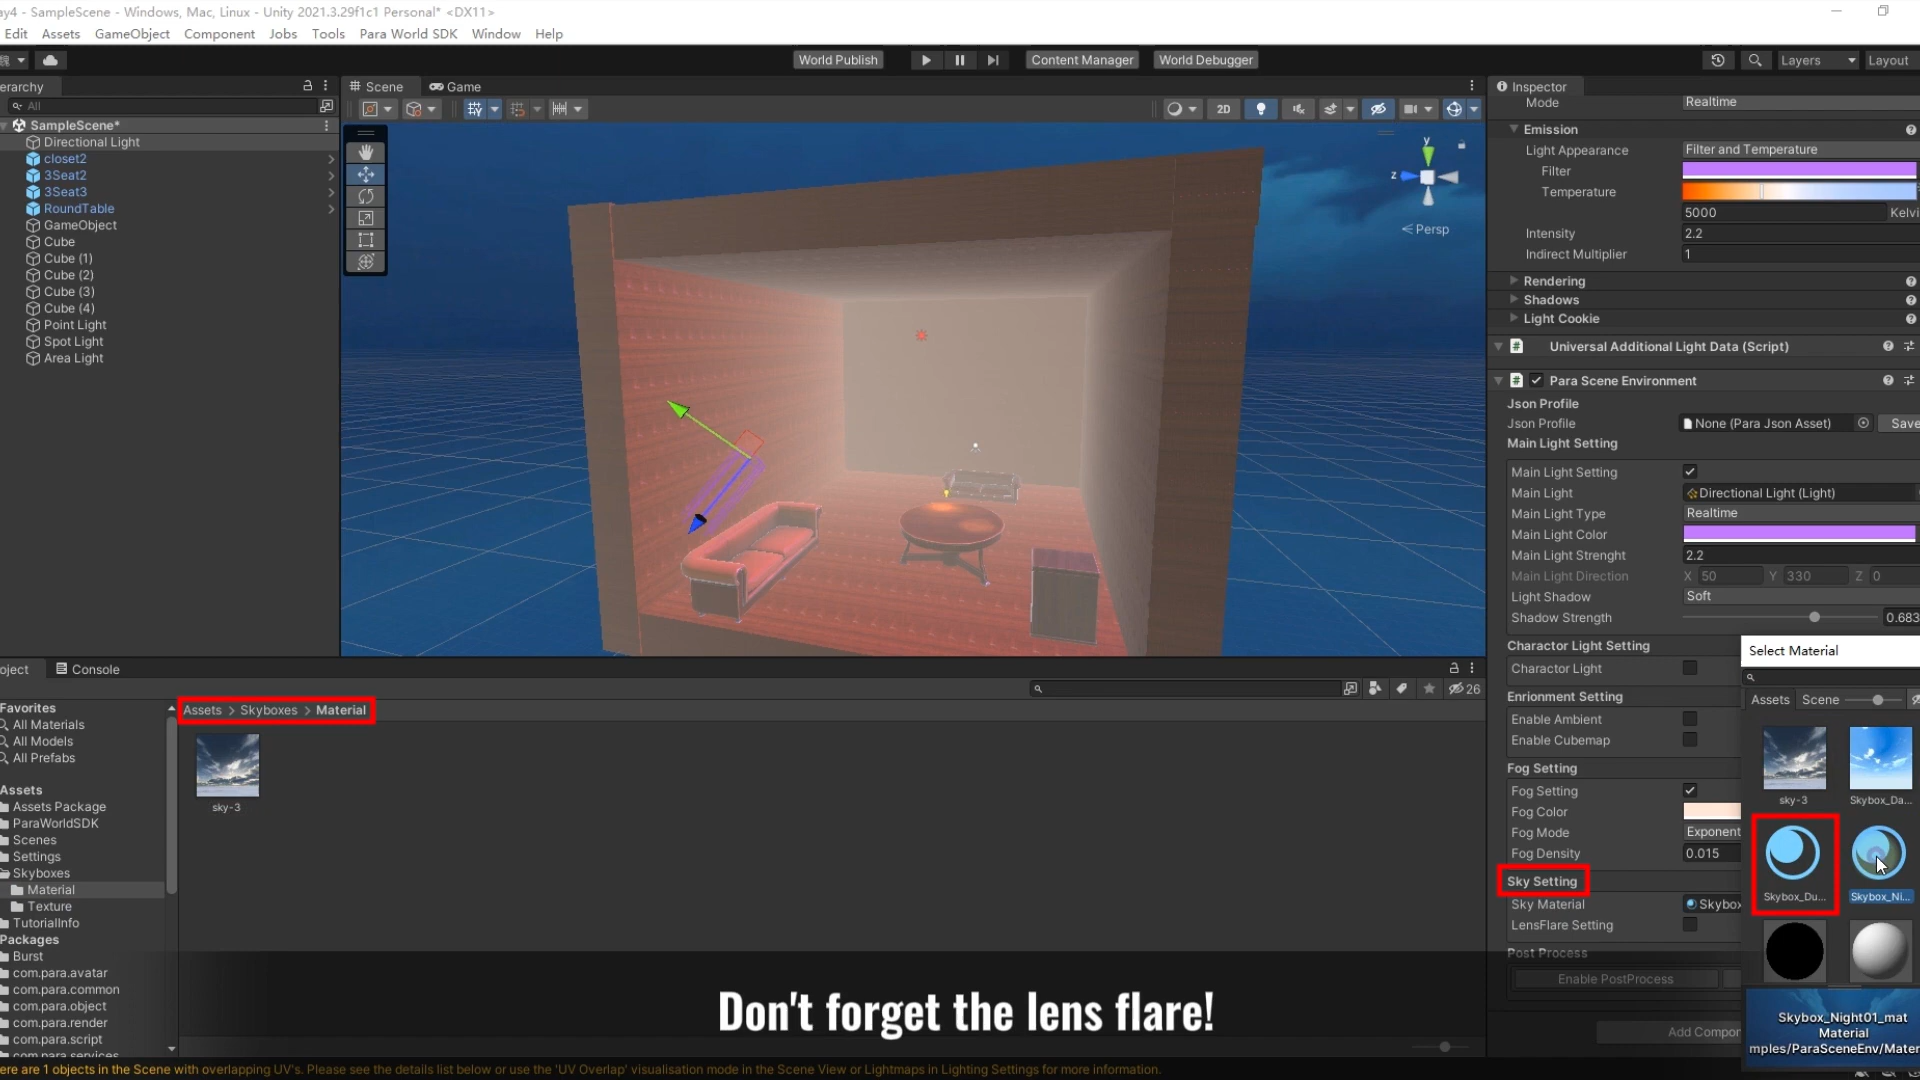 ay4 - SampleScene - Windows, Mac, Linux - Unity 2021.3.29f1c1 Personal* <DX11>
Edit Assets GameObject Component Jobs Tools Para World SDK Window Help
World Publish Content Manager World Debugger Layers Layout
erarchy
All
SampleScene*
Directional Light
closet2
3Seat2
3Seat3
RoundTable
GameObject
Cube
Cube (1)
Cube (2)
Cube (3)
Cube (4)
Point Light
Spot Light
Area Light
Scene Game
2D
y
z
Persp
Inspector
Mode Realtime
Emission
Light Appearance Filter and Temperature
Filter
Temperature
5000 Kelvi
Intensity 2.2
Indirect Multiplier 1
Rendering
Shadows
Light Cookie
Universal Additional Light Data (Script)
Para Scene Environment
Json Profile
Json Profile None (Para Json Asset) Save
Main Light Setting
Main Light Setting
Main Light Directional Light (Light)
Main Light Type Realtime
Main Light Color
Main Light Strenght 2.2
Main Light Direction X 50 Y 330 Z 0
Light Shadow Soft
Shadow Strength 0.683
Charactor Light Setting
Charactor Light
Enrionment Setting
Enable Ambient
Enable Cubemap
Fog Setting
Fog Setting
Fog Color
Fog Mode Exponent
Fog Density 0.015
Sky Setting
Sky Material Skybox
LensFlare Setting
Post Process
Enable PostProcess
Add Compor
Select Material
Assets Scene
sky-3 Skybox_Da...
Skybox_Du... Skybox_Ni...
Skybox_Night01_mat
Material
mples/ParaSceneEnv/Mater
oject Console
26
Favorites
All Materials
All Models
All Prefabs
Assets
Assets Package
ParaWorldSDK
Scenes
Settings
Skyboxes
Material
Texture
TutorialInfo
Packages
Burst
com.para.avatar
com.para.common
com.para.object
com.para.render
com.para.script
com.para.services
Assets > Skyboxes > Material
sky-3
Don't forget the lens flare!
ere are 1 objects in the Scene with overlapping UV's. Please see the details list below or use the 'UV Overlap' visualisation mode in the Scene View or Lightmaps in Lighting Settings for more information.